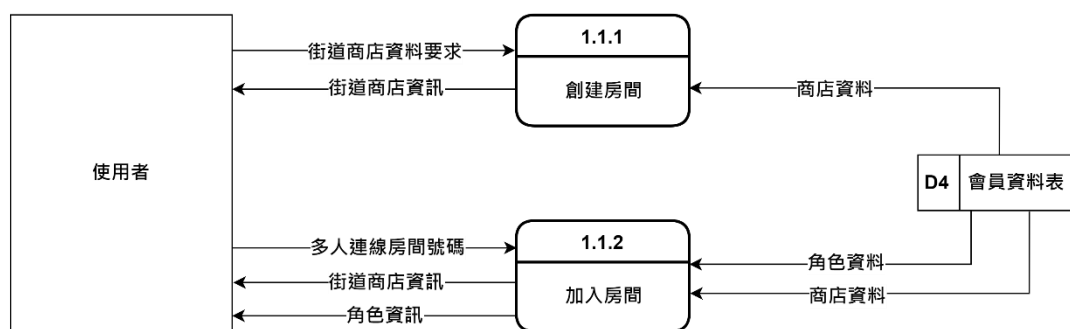 1.1.1
街道商店資料要求
創建房間
街道商店資訊
商店資料
使用者
D4
會員資料表
1.1.2
多人連線房間號碼
角色資料
街道商店資訊
加入房間
商店資料
角色資訊